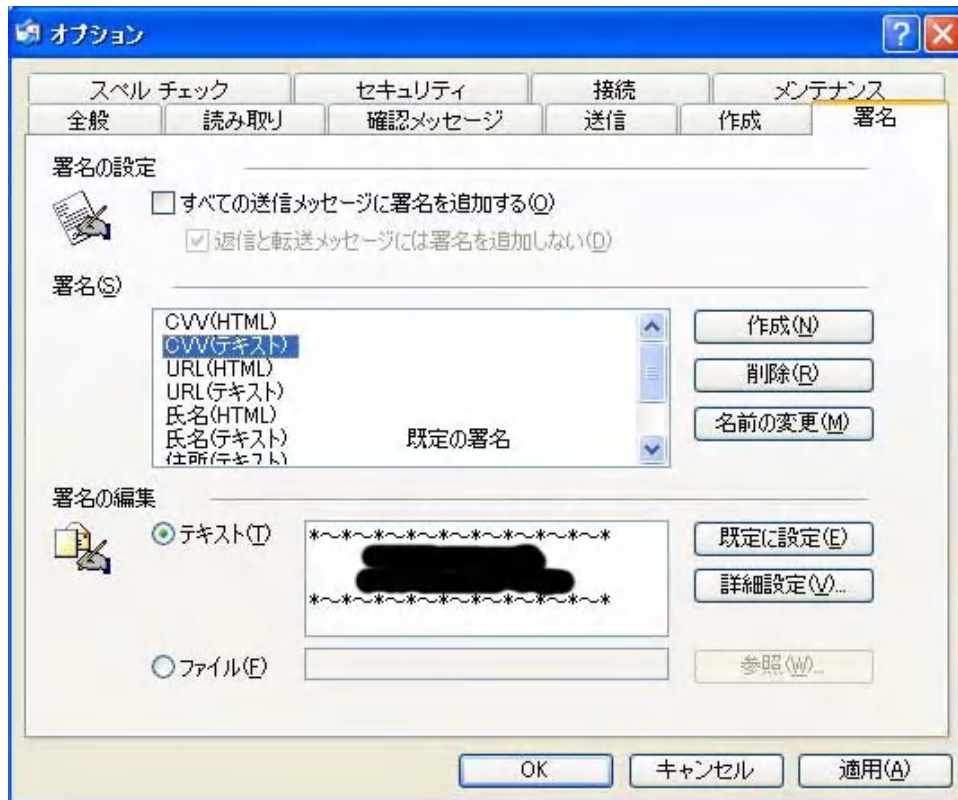 オプション
スペル チェック セキュリティ 接続 メンテナンス
全般 読み取り 確認メッセージ 送信 作成 署名
署名の設定
すべての送信メッセージに署名を追加する(O)
返信と転送メッセージには署名を追加しない(D)
署名(S)
CVV(HTML)
CVV(テキスト)
URL(HTML)
URL(テキスト)
氏名(HTML)
氏名(テキスト) 既定の署名
住所(テキスト)
作成(N)
削除(R)
名前の変更(M)
署名の編集
テキスト(T)
*～*～*～*～*～*～*～*～*～*
*～*～*～*～*～*～*～*～*～*
既定に設定(E)
詳細設定(V)...
ファイル(F)
参照(W)...
OK キャンセル 適用(A)